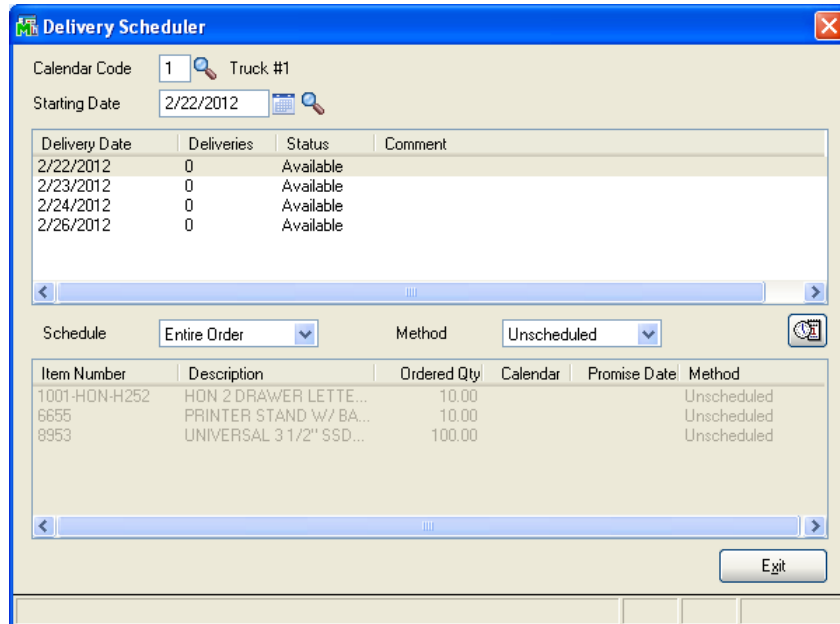 Delivery Scheduler
Calendar Code 1 Truck #1
Starting Date 2/22/2012
Delivery Date Deliveries Status Comment
2/22/2012 0 Available
2/23/2012 0 Available
2/24/2012 0 Available
2/26/2012 0 Available
Schedule Entire Order Method Unscheduled
Item Number Description Ordered Qty Calendar Promise Date Method
1001-HON-H252 HON 2 DRAWER LETTE... 10.00 Unscheduled
6655 PRINTER STAND W/ BA... 10.00 Unscheduled
8953 UNIVERSAL 3 1/2" SSD... 100.00 Unscheduled
Exit